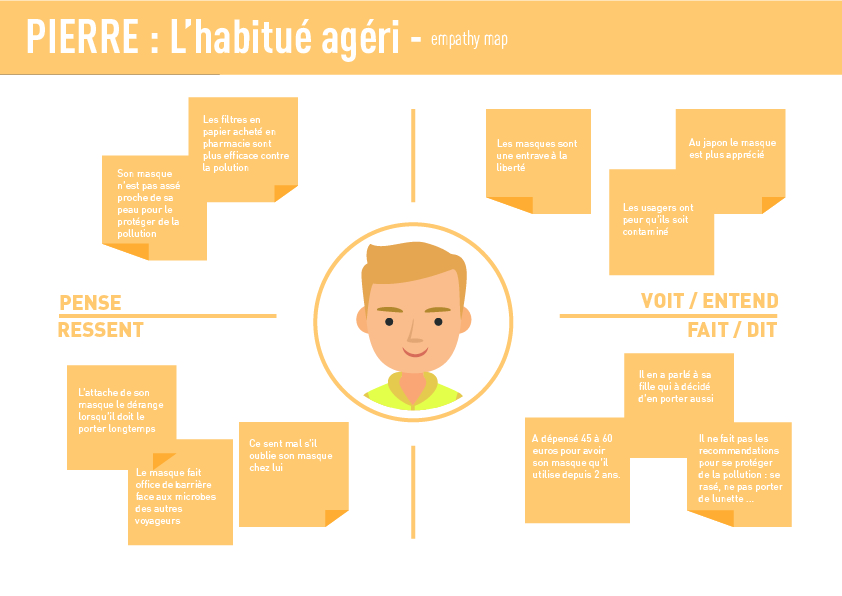 PIERRE : L'habitué agéri - empathy map
Les filtres en
papier acheté en
pharmacie sont
plus efficace contre
la polution
Son masque
n'est pas assé
proche de sa
peau pour le
protéger de la
pollution
Les masques sont
une entrave à la
liberté
Au japon le masque
est plus apprécié
Les usagers ont
peur qu'ils soit
contaminé
PENSE
RESSENT
VOIT / ENTEND
FAIT / DIT
L'attache de son
masque le dérange
lorsqu'il doit le
porter longtemps
Le masque fait
office de barrière
face aux microbes
des autres
voyageurs
Ce sent mal s'il
oublie son masque
chez lui
Il en a parlé à sa
fille qui à décidé
d'en porter aussi
A dépensé 45 à 60
euros pour avoir
son masque qu'il
utilise depuis 2 ans.
Il ne fait pas les
recommandations
pour se protéger
de la pollution : se
rasé, ne pas porter
de lunette ...